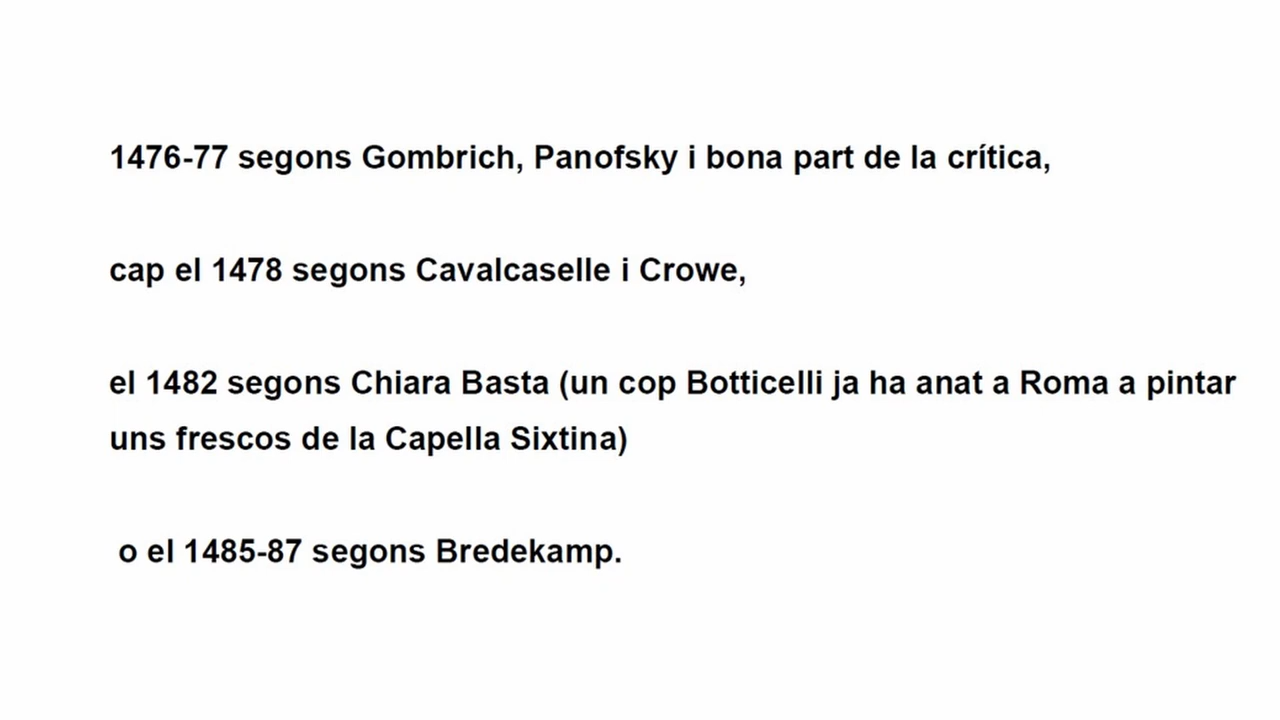 1476-77 segons Gombrich, Panofsky i bona part de la crítica,
cap el 1478 segons Cavalcaselle i Crowe,
el 1482 segons Chiara Basta (un cop Botticelli ja ha anat a Roma a pintar
uns frescos de la Capella Sixtina)
o el 1485-87 segons Bredekamp.